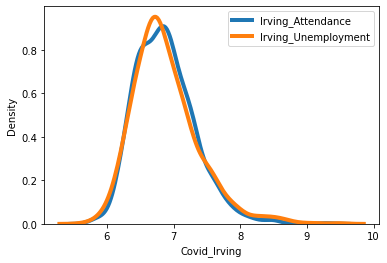 Irving_Attendance
Irving_Unemployment
Density
0.8
0.6
0.4
0.2
0.0
6 7 8 9 10
Covid_Irving